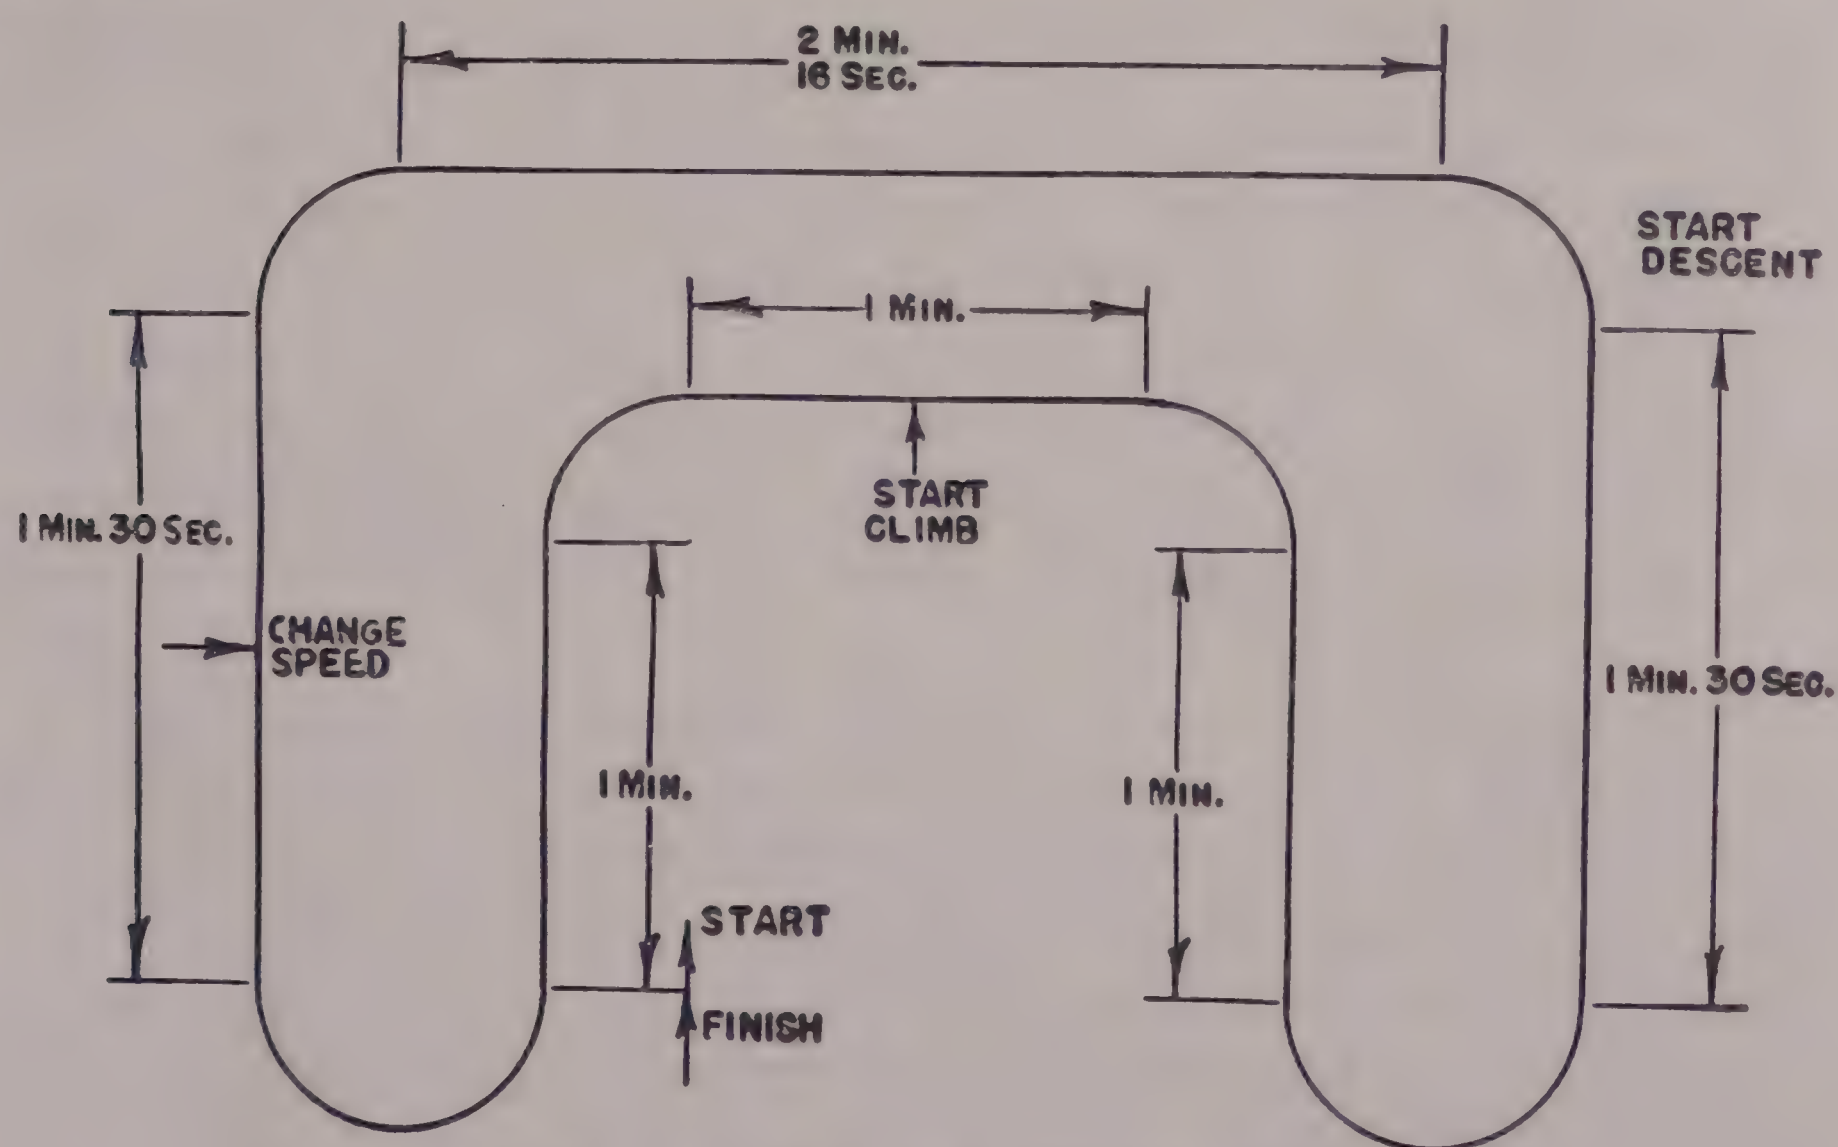 2 MIN.
16 SEC.
START
DESCENT
1 MIN.
START
CLIMB
1 MIN. 30 SEC.
CHANGE
SPEED
1 MIN. 30 SEC.
1 MIN.
1 MIN.
START
FINISH